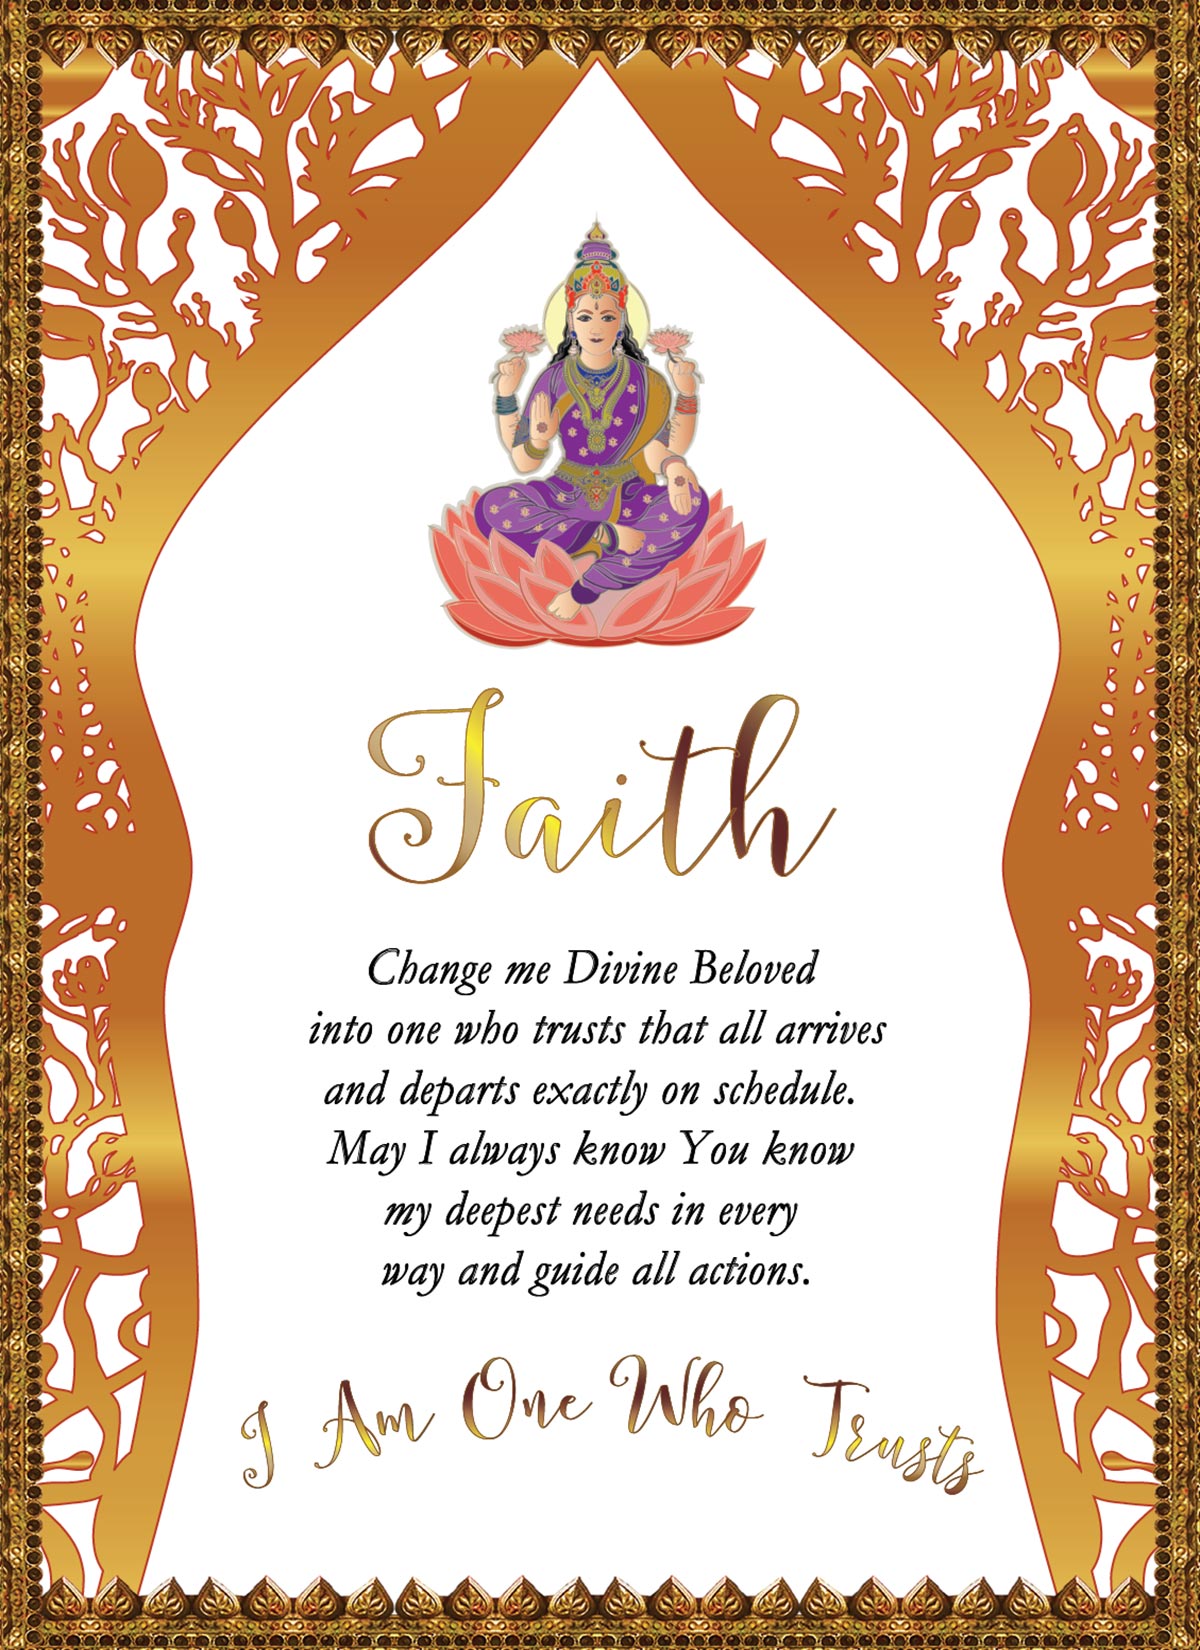 Faith
Change me Divine Beloved
into one who trusts that all arrives
and departs exactly on schedule.
May I always know You know
my deepest needs in every
way and guide all actions.
I Am One Who Trusts